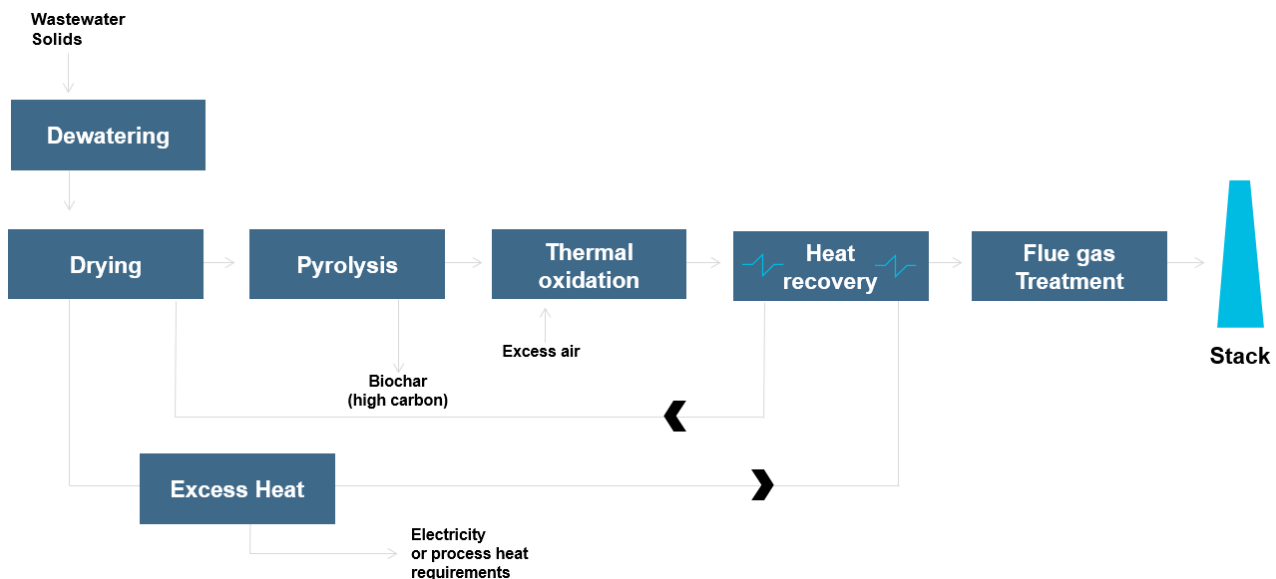 Wastewater
Solids
Dewatering
Drying
Pyrolysis
Thermal
oxidation
Heat
recovery
Flue gas
Treatment
Stack
Excess air
Biochar
(high carbon)
Excess Heat
Electricity
or process heat
requirements